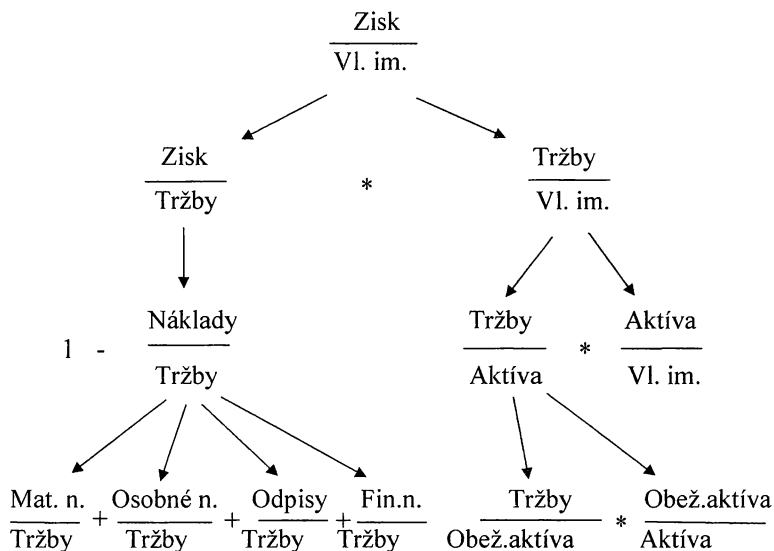 Zisk
Vl. im.
Zisk
Tržby
*
Tržby
Vl. im.
1 -
Náklady
Tržby
Tržby
Aktíva
*
Aktíva
Vl. im.
Mat. n. Osobné n. Odpisy Fin.n.
+ + +
Tržby Tržby Tržby Tržby
Tržby Obež.aktíva
*
Obež.aktíva Aktíva